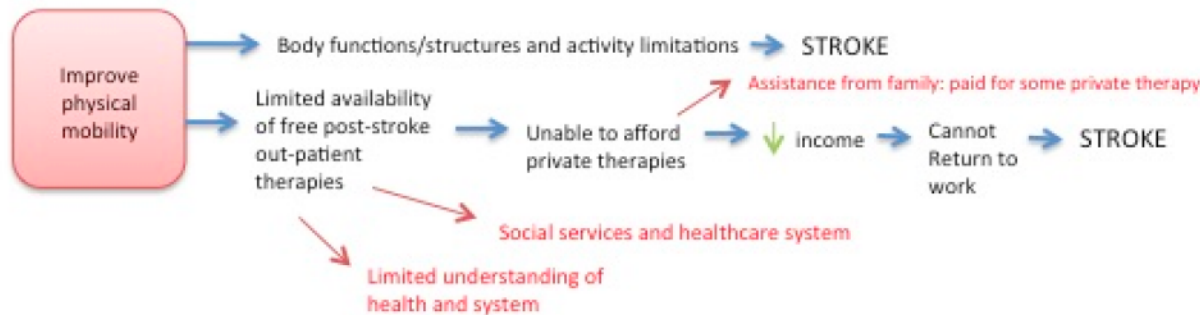 Improve
physical
mobility
Body functions/structures and activity limitations
STROKE
Assistance from family: paid for some private therapy
Limited availability
of free post-stroke
out-patient
therapies
Unable to afford
private therapies
income
Cannot
Return to
work
STROKE
Social services and healthcare system
Limited understanding of
health and system